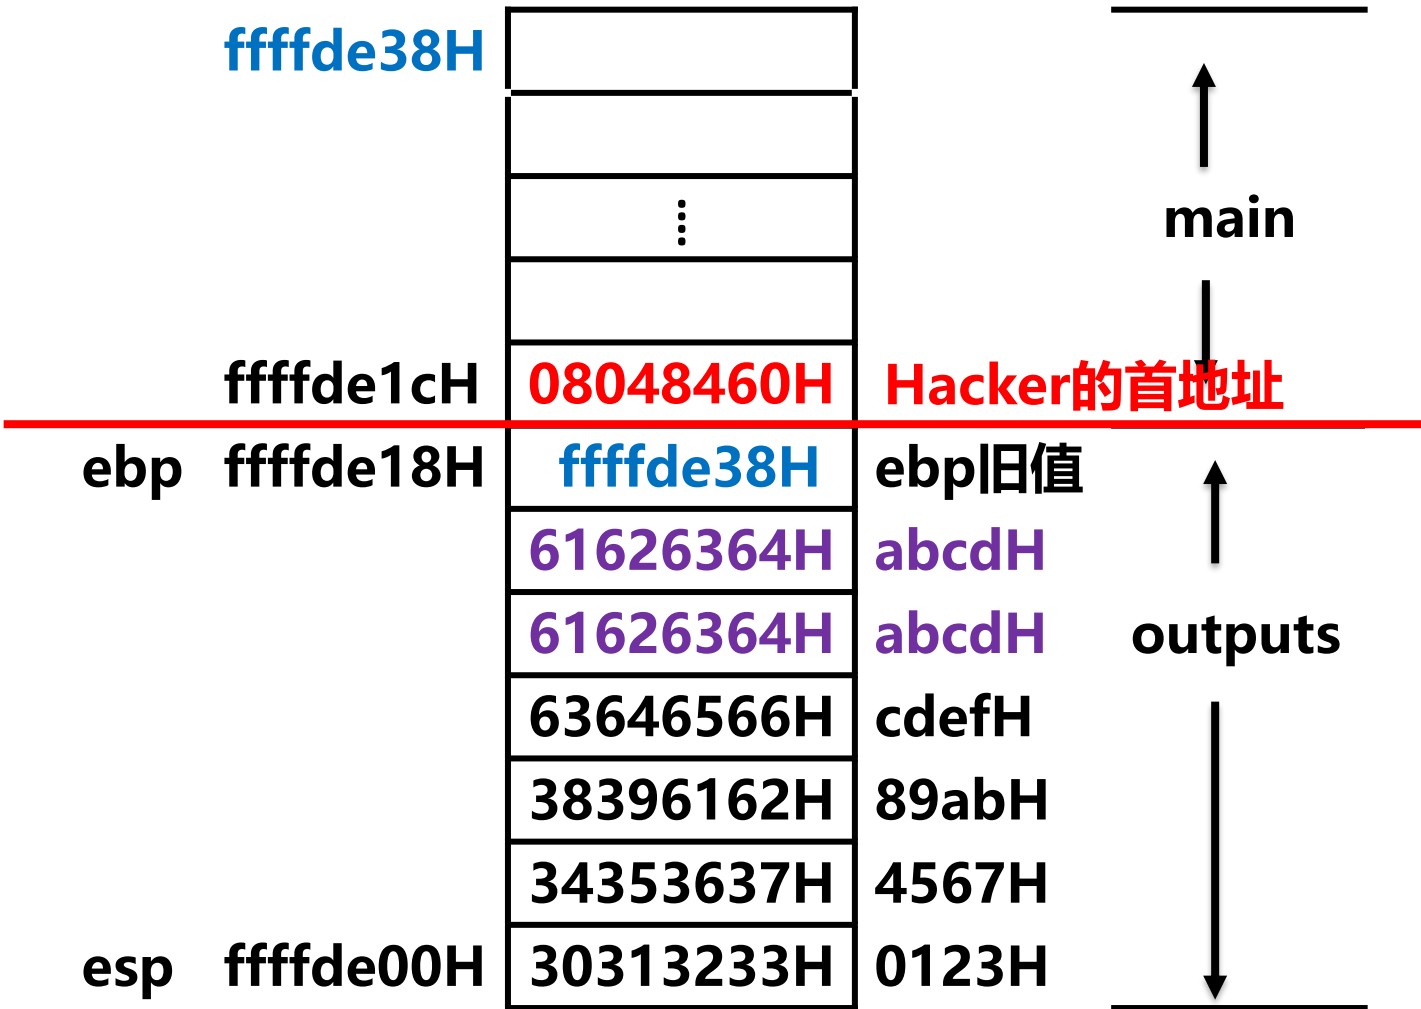 ffffde38H
main
ffffde1cH 08048460H Hacker的首地址
ebp ffffde18H ffffde38H ebp旧值
61626364H abcdH
61626364H abcdH outputs
63646566H cdefH
38396162H 89abH
34353637H 4567H
esp ffffde00H 30313233H 0123H